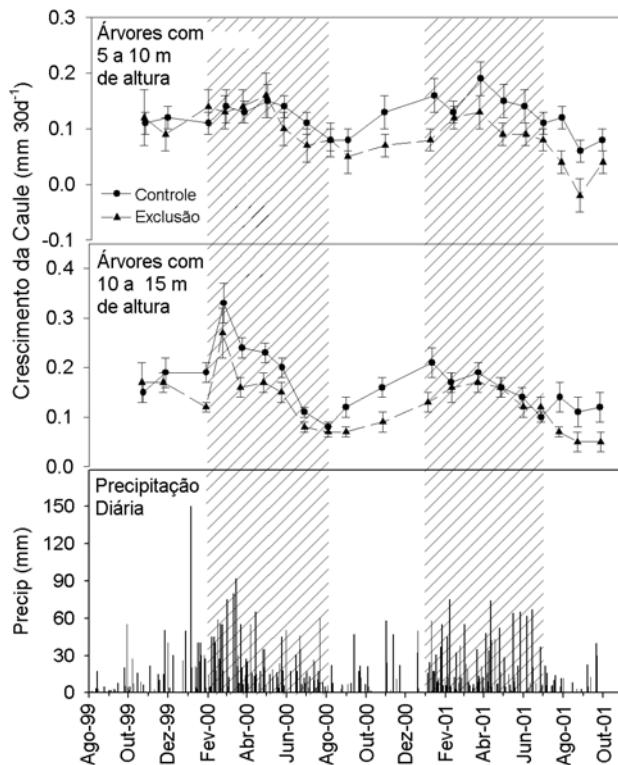 0.3
Árvores com
5 a 10 m
de altura
0.2
0.1
0.0
Controle
Exclusão
-0.1
Crescimento da Caule (mm 30d⁻¹)
Árvores com
10 a 15 m
de altura
0.4
0.3
0.2
0.1
0.0
Precipitação
Diária
150
120
90
60
30
0
Precip (mm)
Ago-99
Out-99
Dez-99
Fev-00
Abr-00
Jun-00
Ago-00
Out-00
Dez-00
Fev-01
Abr-01
Jun-01
Ago-01
Out-01